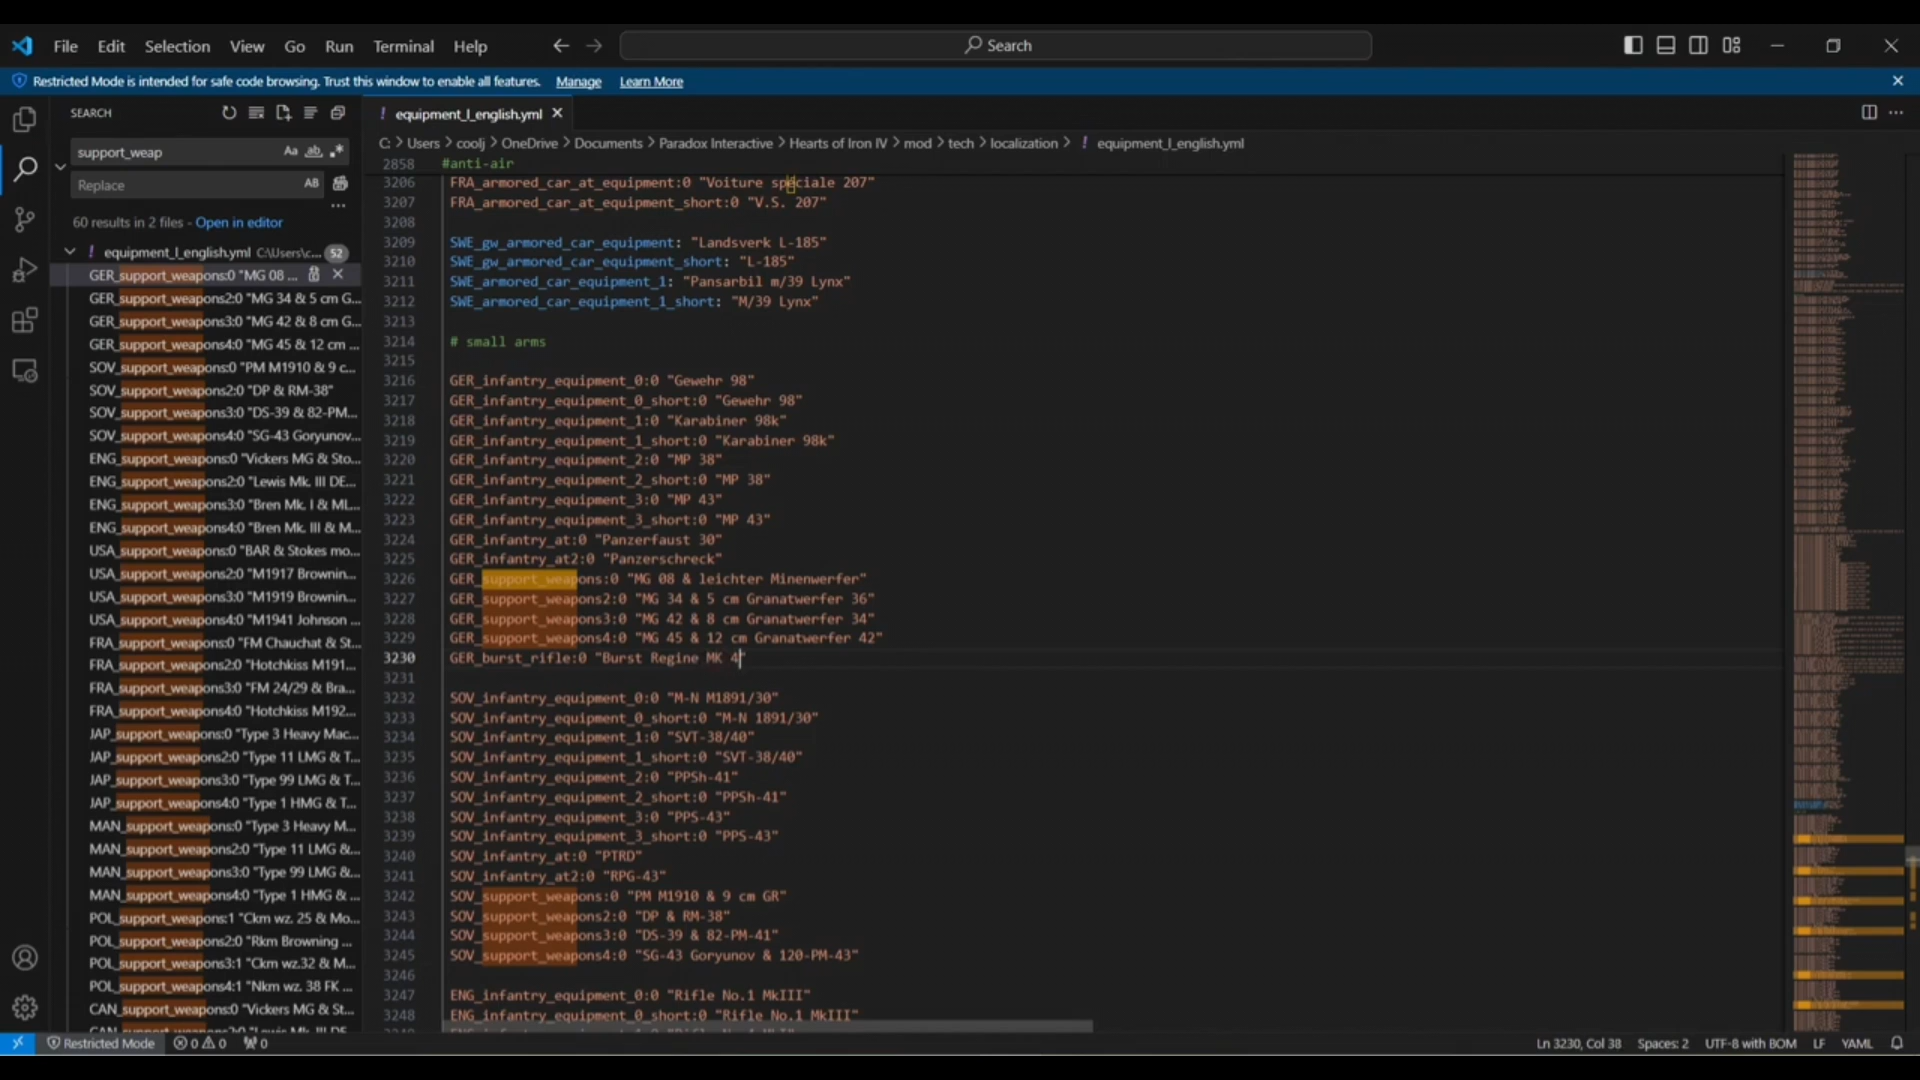 File Edit Selection View Go Run Terminal Help
Search
Restricted Mode is intended for safe code browsing. Trust this window to enable all features. Manage Learn More
SEARCH
equipment_l_english.yml
support_weap
Aa ab
Replace
AB
60 results in 2 files - Open in editor
equipment_l_english.yml C:\Users\c... 52
GER_support_weapons:0 "MG 08 ...
GER_support_weapons2:0 "MG 34 & 5 cm G...
GER_support_weapons3:0 "MG 42 & 8 cm G...
GER_support_weapons4:0 "MG 45 & 12 cm ...
SOV_support_weapons:0 "PM M1910 & 9 c...
SOV_support_weapons2:0 "DP & RM-38"
SOV_support_weapons3:0 "DS-39 & 82-PM...
SOV_support_weapons4:0 "SG-43 Goryunov...
ENG_support_weapons:0 "Vickers MG & Sto...
ENG_support_weapons2:0 "Lewis Mk. III DE...
ENG_support_weapons3:0 "Bren Mk. I & ML...
ENG_support_weapons4:0 "Bren Mk. III & M...
USA_support_weapons:0 "BAR & Stokes mo...
USA_support_weapons2:0 "M1917 Brownin...
USA_support_weapons3:0 "M1919 Brownin...
USA_support_weapons4:0 "M1941 Johnson ...
FRA_support_weapons:0 "FM Chauchat & St...
FRA_support_weapons2:0 "Hotchkiss M191...
FRA_support_weapons3:0 "FM 24/29 & Bra...
FRA_support_weapons4:0 "Hotchkiss M192...
JAP_support_weapons:0 "Type 3 Heavy Mac...
JAP_support_weapons2:0 "Type 11 LMG & T...
JAP_support_weapons3:0 "Type 99 LMG & T...
JAP_support_weapons4:0 "Type 1 HMG & T...
MAN_support_weapons:0 "Type 3 Heavy M...
MAN_support_weapons2:0 "Type 11 LMG &...
MAN_support_weapons3:0 "Type 99 LMG &...
MAN_support_weapons4:0 "Type 1 HMG & ...
POL_support_weapons:1 "Ckm wz. 25 & Mo...
POL_support_weapons2:0 "Rkm Browning ...
POL_support_weapons3:1 "Ckm wz.32 & M...
POL_support_weapons4:1 "Nkm wz. 38 FK ...
CAN_support_weapons:0 "Vickers MG & St...
C: > Users > coolj > OneDrive > Documents > Paradox Interactive > Hearts of Iron IV > mod > tech > localization > ! equipment_l_english.yml
2858 #anti-air
3206 FRA_armored_car_at_equipment:0 "Voiture spéciale 207"
3207 FRA_armored_car_at_equipment_short:0 "V.S. 207"
3208
3209 SWE_gw_armored_car_equipment: "Landsverk L-185"
3210 SWE_gw_armored_car_equipment_short: "L-185"
3211 SWE_armored_car_equipment_1: "Pansarbil m/39 Lynx"
3212 SWE_armored_car_equipment_1_short: "M/39 Lynx"
3213
3214 # small arms
3215
3216 GER_infantry_equipment_0:0 "Gewehr 98"
3217 GER_infantry_equipment_0_short:0 "Gewehr 98"
3218 GER_infantry_equipment_1:0 "Karabiner 98k"
3219 GER_infantry_equipment_1_short:0 "Karabiner 98k"
3220 GER_infantry_equipment_2:0 "MP 38"
3221 GER_infantry_equipment_2_short:0 "MP 38"
3222 GER_infantry_equipment_3:0 "MP 43"
3223 GER_infantry_equipment_3_short:0 "MP 43"
3224 GER_infantry_at:0 "Panzerfaust 30"
3225 GER_infantry_at2:0 "Panzerschreck"
3226 GER_support_weapons:0 "MG 08 & leichter Minenwerfer"
3227 GER_support_weapons2:0 "MG 34 & 5 cm Granatwerfer 36"
3228 GER_support_weapons3:0 "MG 42 & 8 cm Granatwerfer 34"
3229 GER_support_weapons4:0 "MG 45 & 12 cm Granatwerfer 42"
3230 GER_burst_rifle:0 "Burst Regine MK 4"
3231
3232 SOV_infantry_equipment_0:0 "M-N M1891/30"
3233 SOV_infantry_equipment_0_short:0 "M-N 1891/30"
3234 SOV_infantry_equipment_1:0 "SVT-38/40"
3235 SOV_infantry_equipment_1_short:0 "SVT-38/40"
3236 SOV_infantry_equipment_2:0 "PPSh-41"
3237 SOV_infantry_equipment_2_short:0 "PPSh-41"
3238 SOV_infantry_equipment_3:0 "PPS-43"
3239 SOV_infantry_equipment_3_short:0 "PPS-43"
3240 SOV_infantry_at:0 "PTRD"
3241 SOV_infantry_at2:0 "RPG-43"
3242 SOV_support_weapons:0 "PM M1910 & 9 cm GR"
3243 SOV_support_weapons2:0 "DP & RM-38"
3244 SOV_support_weapons3:0 "DS-39 & 82-PM-41"
3245 SOV_support_weapons4:0 "SG-43 Goryunov & 120-PM-43"
3246
3247 ENG_infantry_equipment_0:0 "Rifle No.1 MkIII"
3248 ENG_infantry_equipment_0_short:0 "Rifle No.1 MkIII"
Restricted Mode 0 0 0 Ln 3230, Col 38 Spaces: 2 UTF-8 with BOM LF YAML